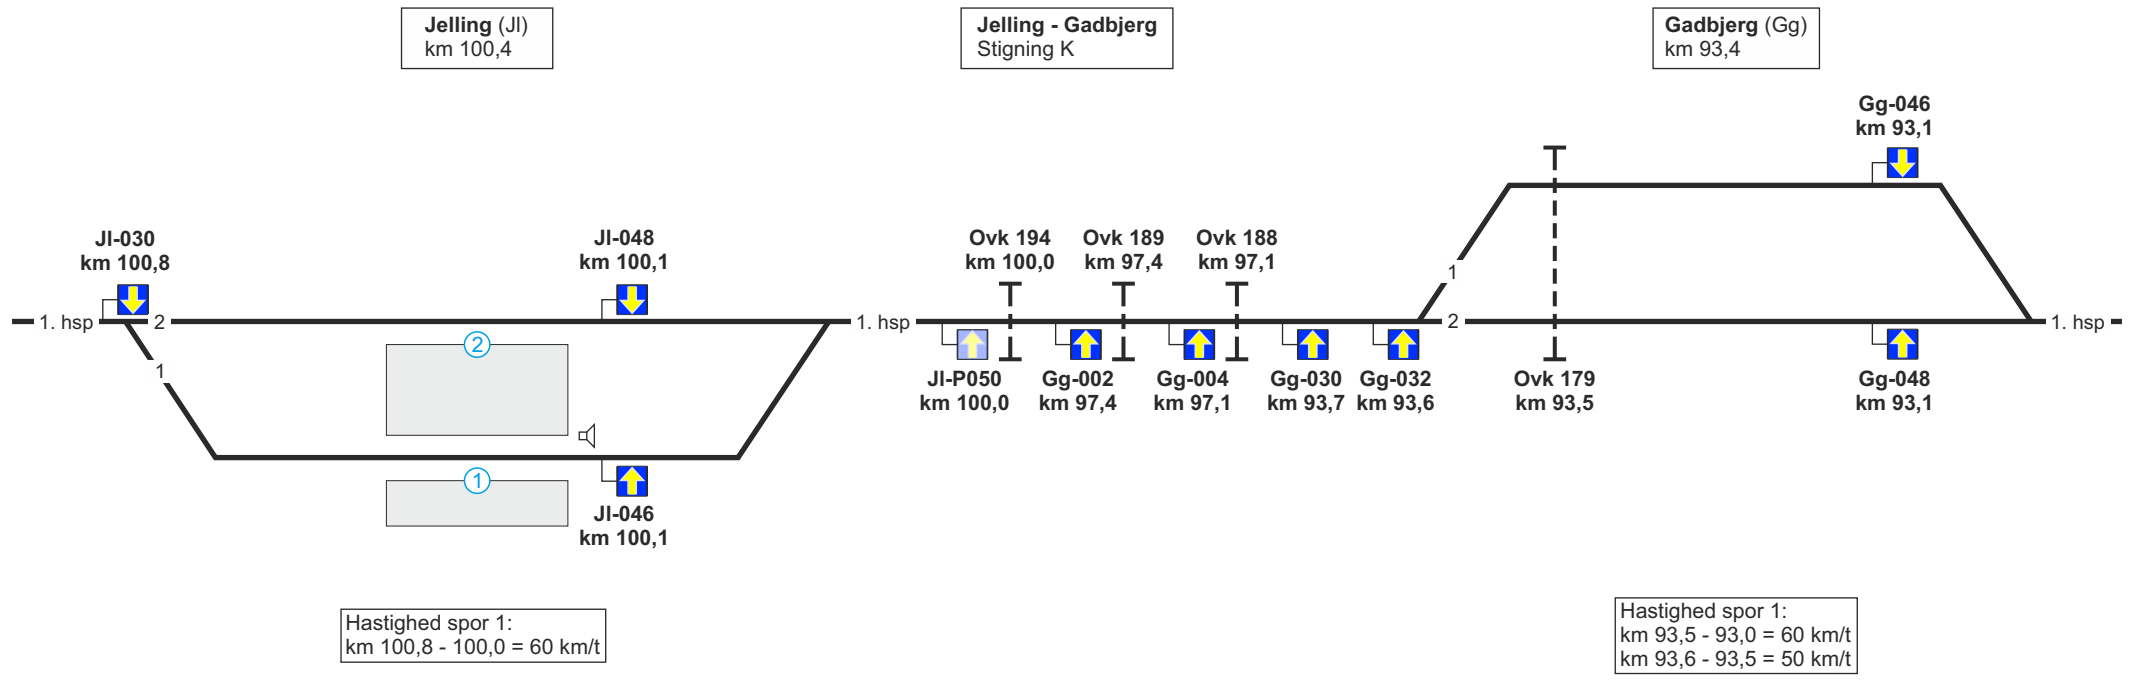 Jelling (Jl)
km 100,4
Jelling - Gadbjerg
Stigning K
Gadbjerg (Gg)
km 93,4
Gg-046
km 93,1
Jl-030
km 100,8
Jl-048
km 100,1
Ovk 194
km 100,0
Ovk 189
km 97,4
Ovk 188
km 97,1
1
1. hsp
2
1. hsp
2
1. hsp
2
1
Jl-P050
km 100,0
Gg-002
km 97,4
Gg-004
km 97,1
Gg-030
km 93,7
Gg-032
km 93,6
Ovk 179
km 93,5
Gg-048
km 93,1
1
Jl-046
km 100,1
Hastighed spor 1:
km 100,8 - 100,0 = 60 km/t
Hastighed spor 1:
km 93,5 - 93,0 = 60 km/t
km 93,6 - 93,5 = 50 km/t